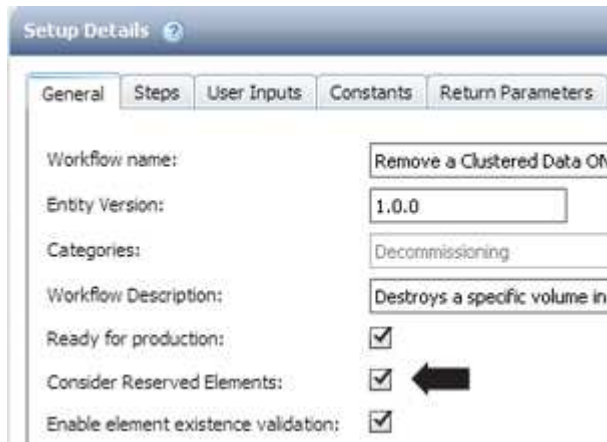 Setup Details
General Steps User Inputs Constants Return Parameters
Workflow name: Remove a Clustered Data ON
Entity Version: 1.0.0
Categories: Decommissioning
Workflow Description: Destroys a specific volume in
Ready for production:
Consider Reserved Elements:
Enable element existence validation: